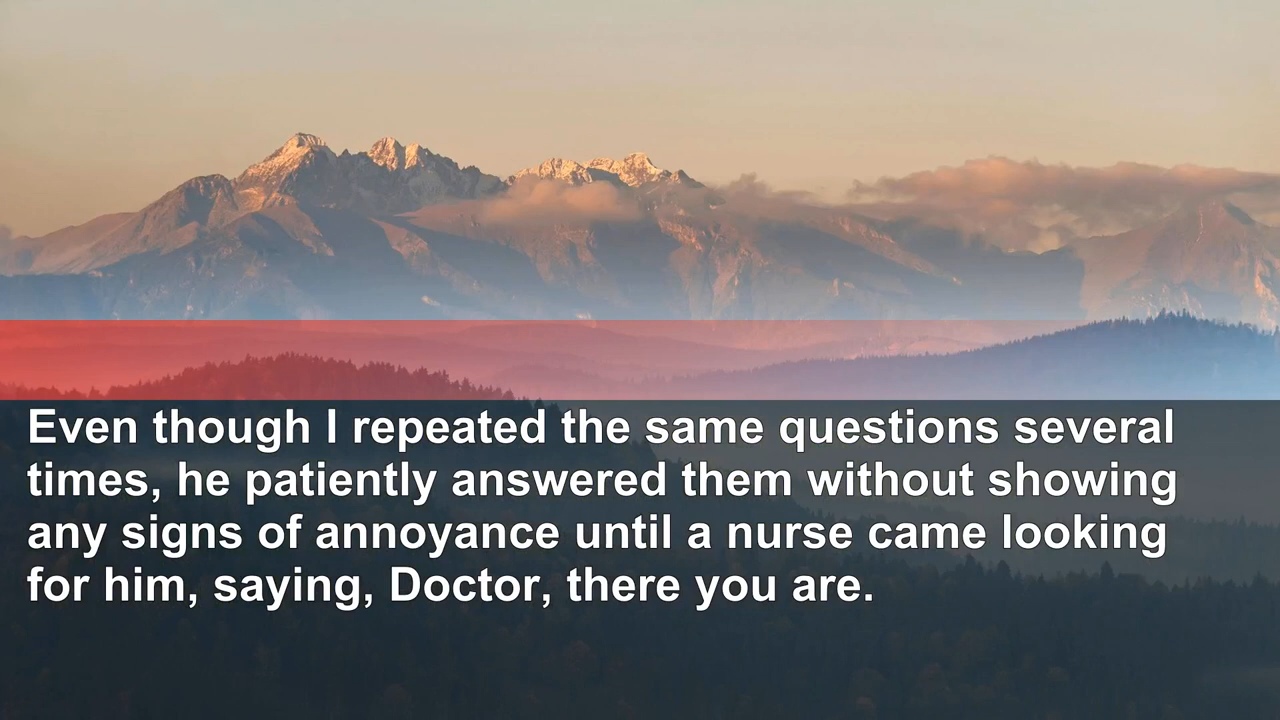 Even though I repeated the same questions several
times, he patiently answered them without showing
any signs of annoyance until a nurse came looking
for him, saying, Doctor, there you are.